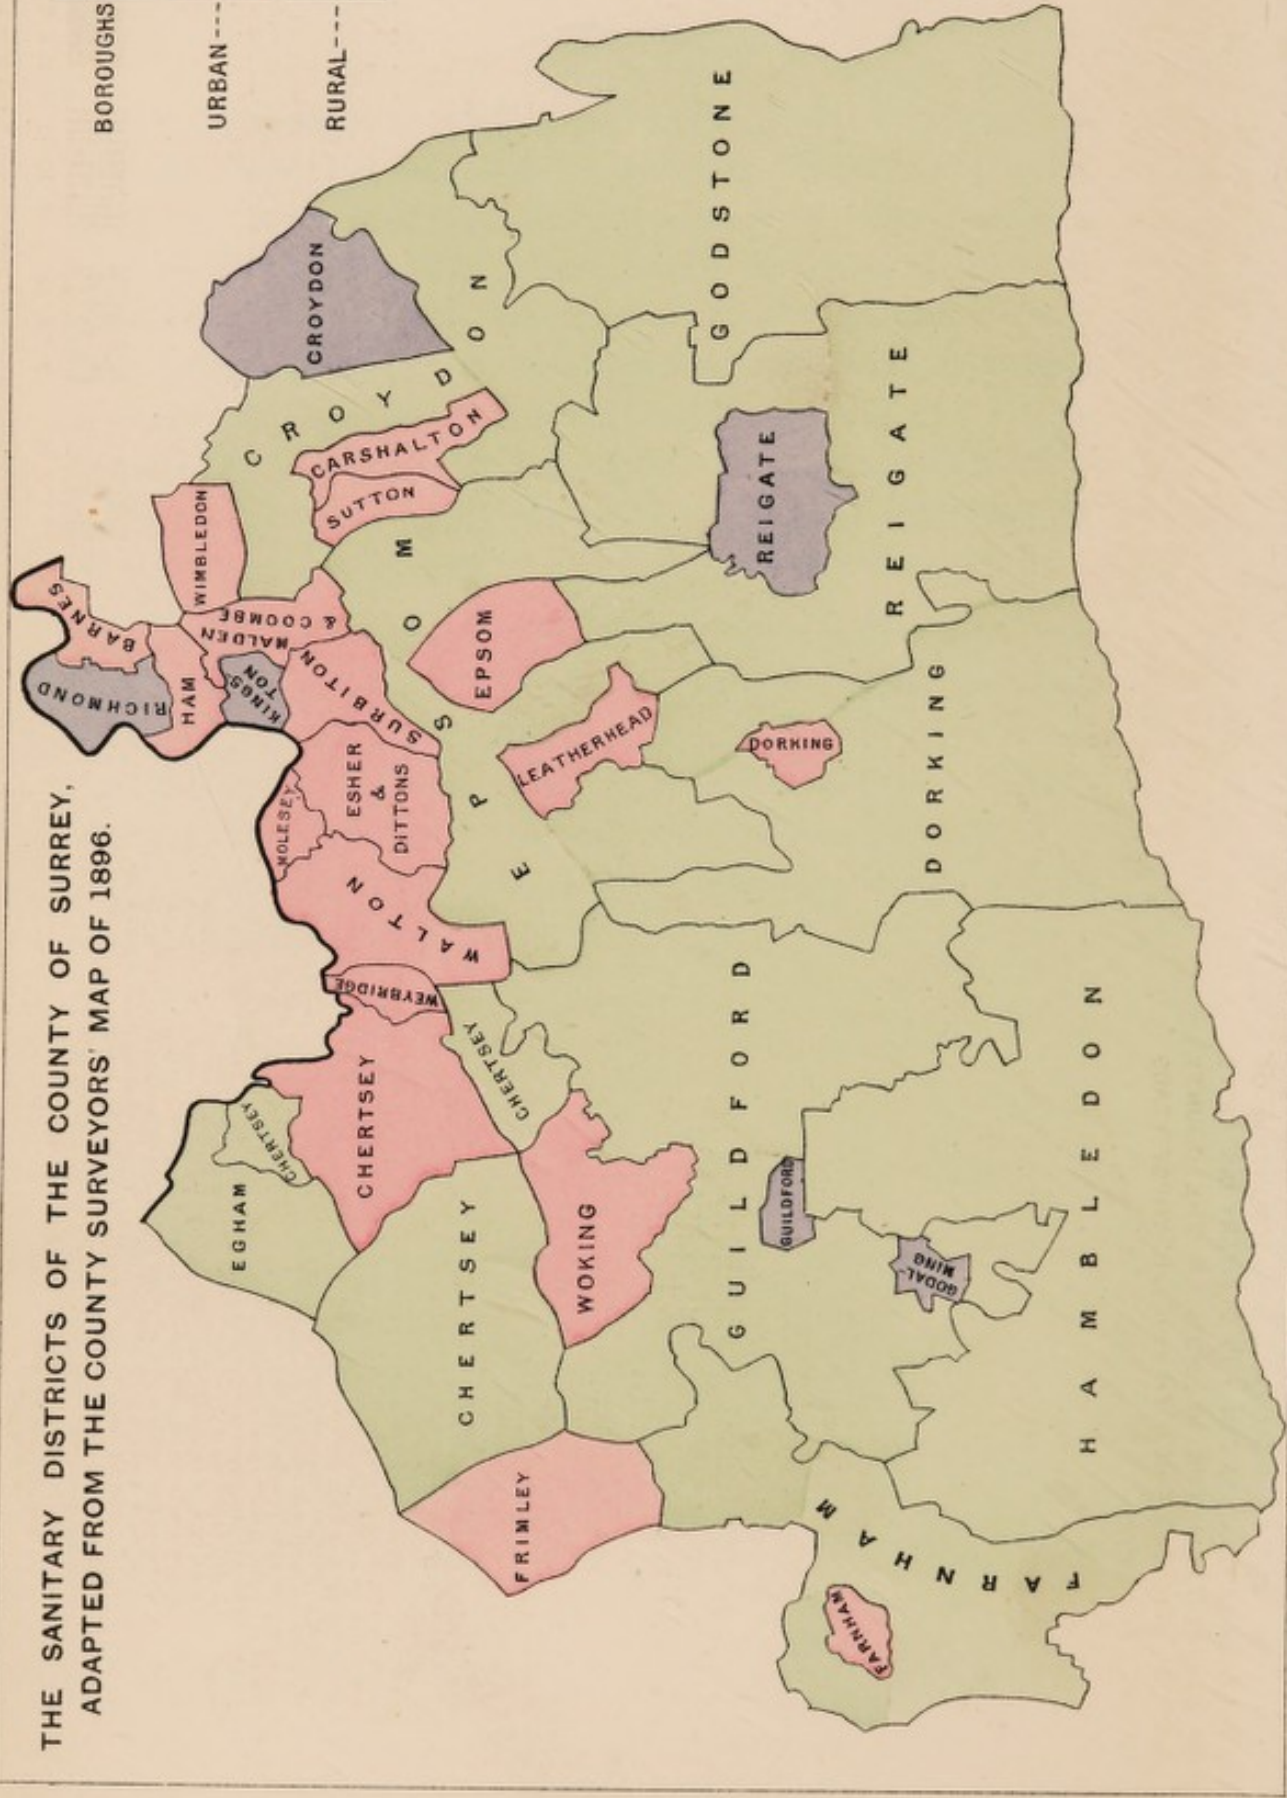 THE SANITARY DISTRICTS OF THE COUNTY OF SURREY,
ADAPTED FROM THE COUNTY SURVEYORS' MAP OF 1896.
BOROUGHS
URBAN---
RURAL---
RICHMOND
BARNES
HAM
KINGS-
TON
MALDEN
& COOMBE
WIMBLEDON
SURBITON
MOLESEY
ESHER
&
DITTONS
WALTON
WEYBRIDGE
CHERTSEY
CHERTSEY
EGHAM
CHERTSEY
CHERTSEY
CROYDON
CROYDON
CARSHALTON
SUTTON
EPSOM
EPSOM
LEATHERHEAD
WOKING
FRIMLEY
GODSTONE
REIGATE
REIGATE
DORKING
DORKING
GUILDFORD
GUILDFORD
GODAL-
MING
HAMBLEDON
FARNHAM
FARNHAM